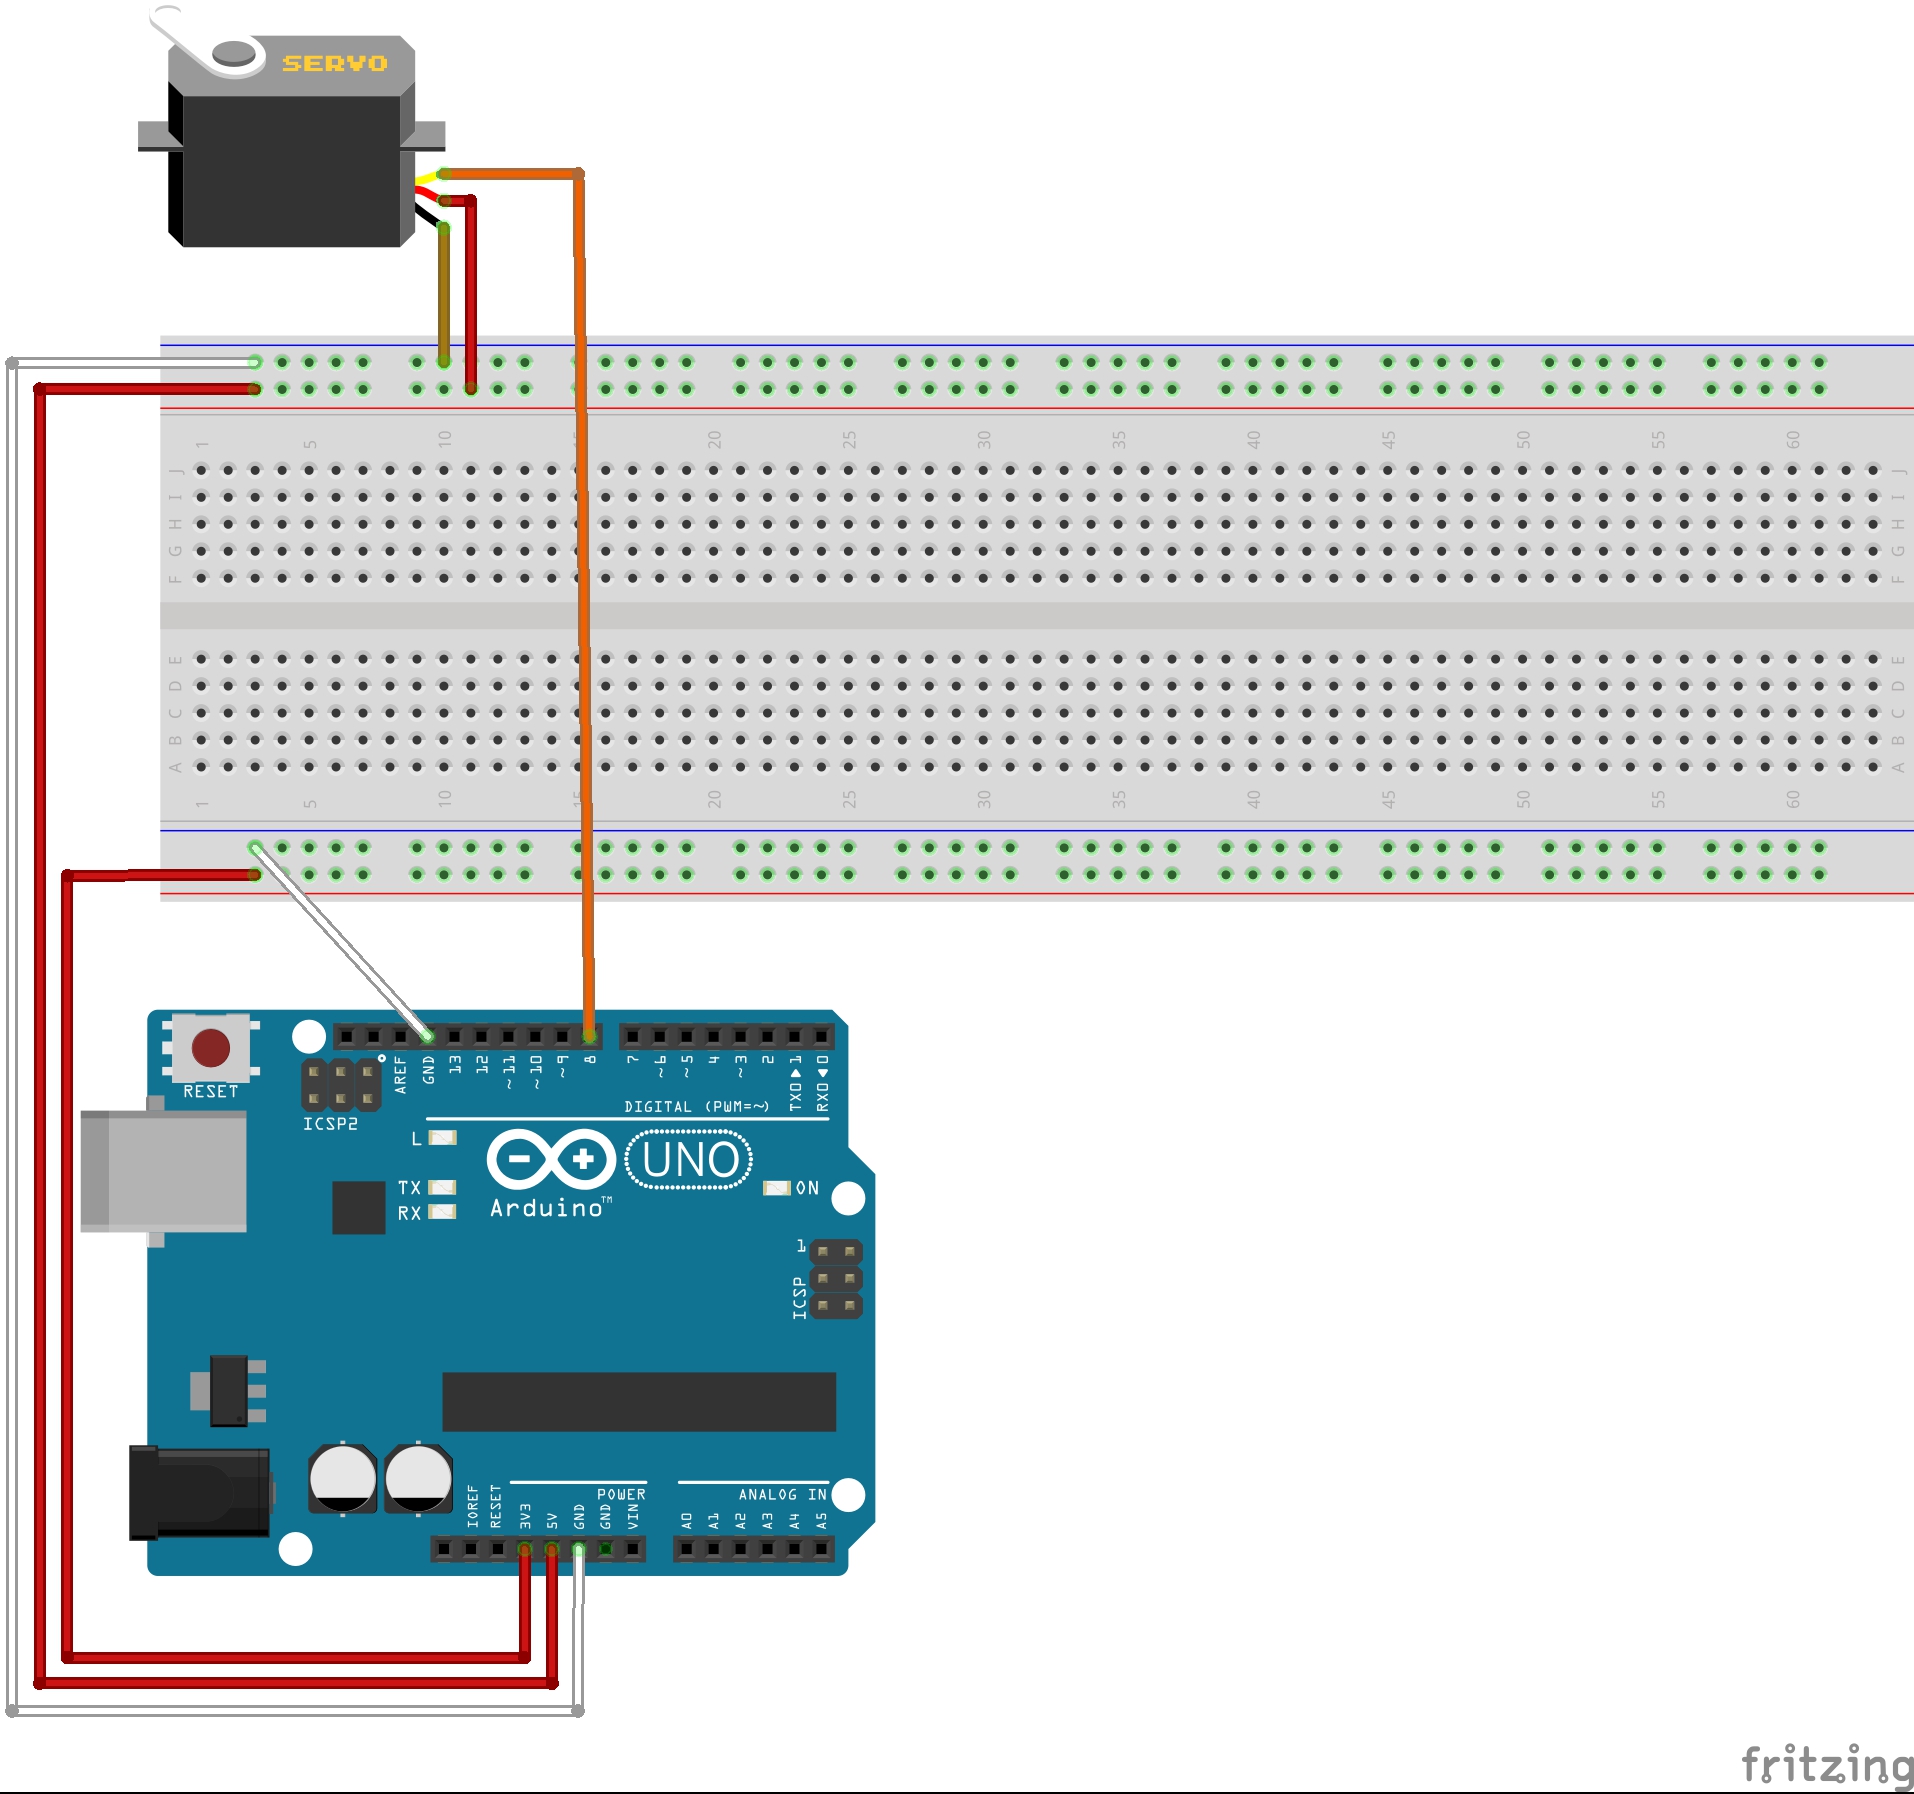 SERVO
1 5 10 15 20 25 30 35 40 45 50 55 60
J J
I I
H H
G G
F F
E E
D D
C C
B B
A A
1 5 10 15 20 25 30 35 40 45 50 55 60
RESET
ICSP2
AREF
GND
13
12
~11
~10
~9
8
7
~6
~5
4
~3
2
TX0▶1
RX0◀0
DIGITAL (PWM=~)
L
TX
RX
Arduino™
UNO
ON
1
ICSP
POWER
ANALOG IN
IOREF
RESET
3V3
5V
GND
GND
VIN
A0
A1
A2
A3
A4
A5
fritzing